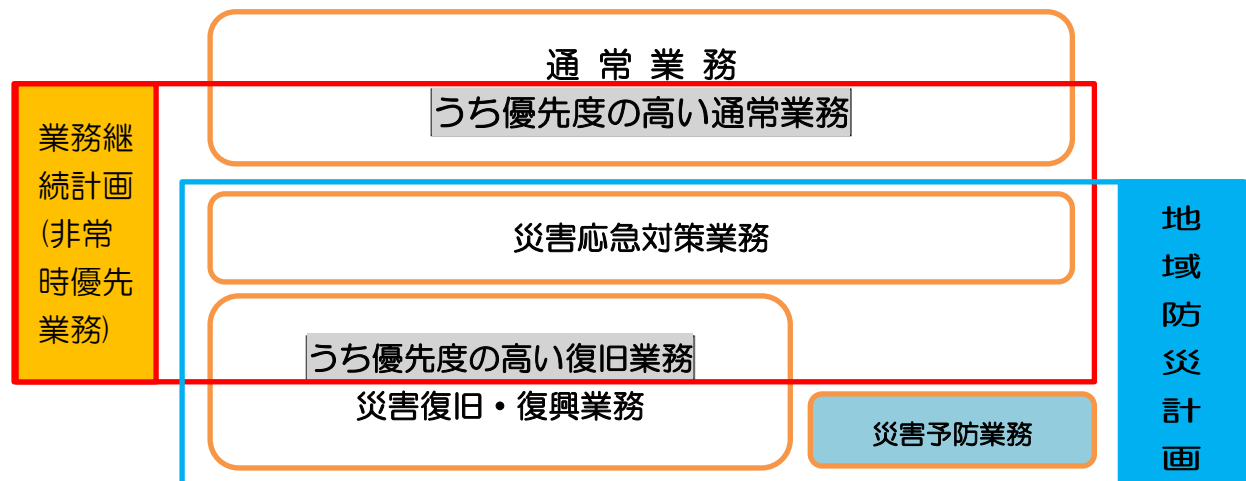 通常業務
うち優先度の高い通常業務
業務継
続計画
(非常
時優先
業務)
災害応急対策業務
うち優先度の高い復旧業務
災害復旧・復興業務
災害予防業務
地
域
防
災
計
画